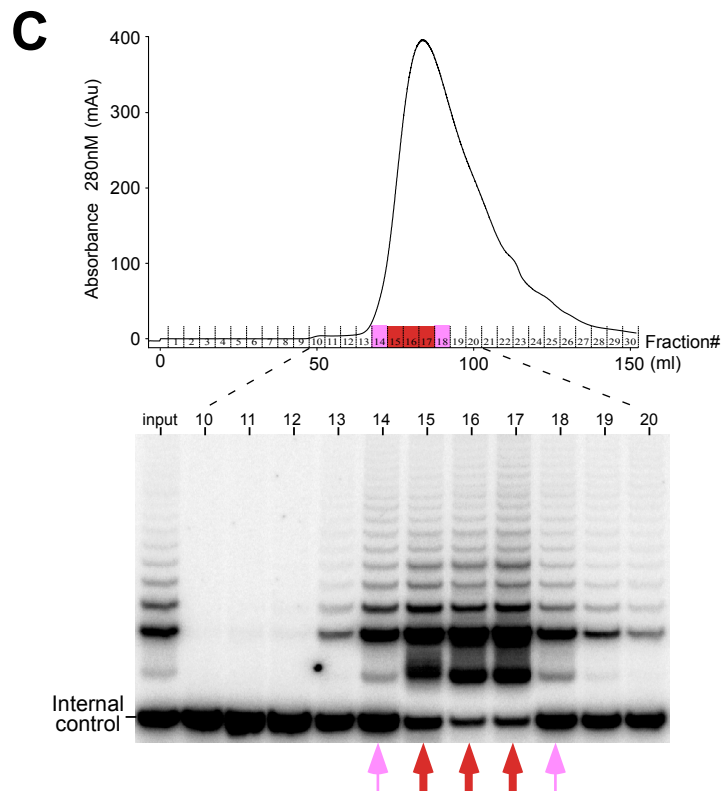 C
400
300
200
100
0
Absorbance 280nM (mAu)
1 2 3 4 5 6 7 8 9 10 11 12 13 14 15 16 17 18 19 20 21 22 23 24 25 26 27 28 29 30 Fraction#
0 50 100 150 (ml)
input 10 11 12 13 14 15 16 17 18 19 20
Internal
control